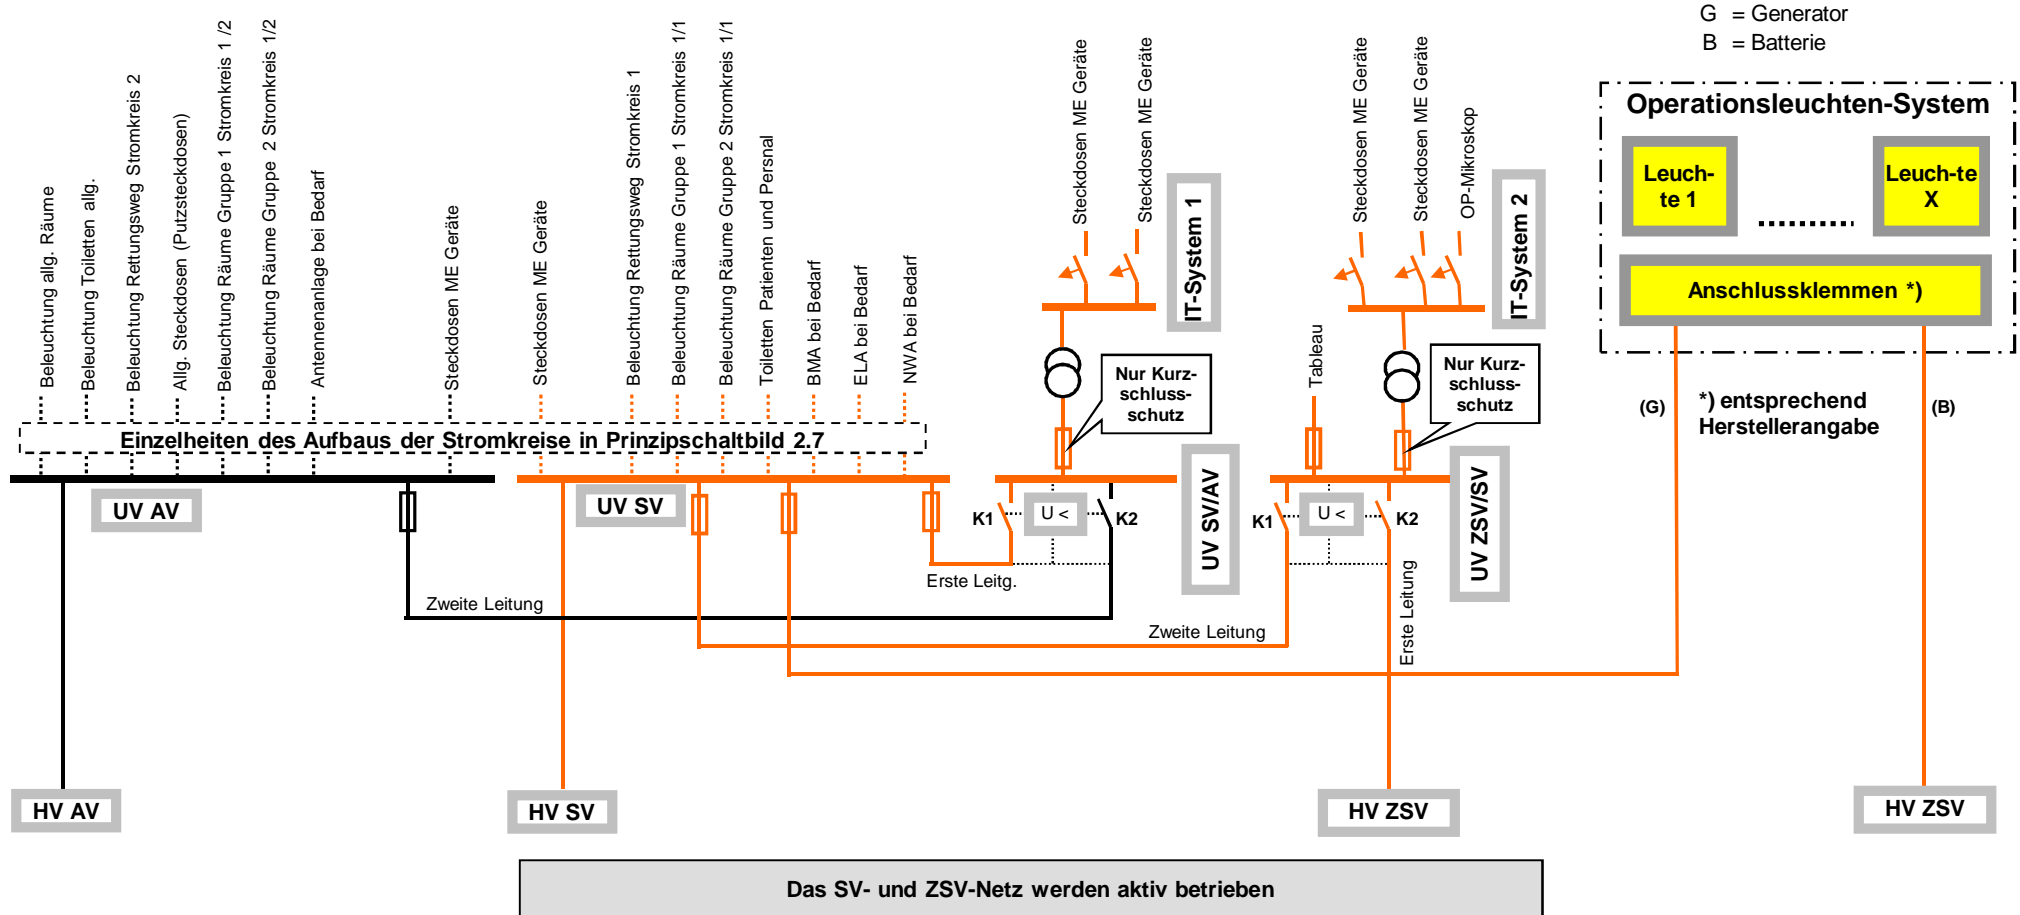 G = Generator
B = Batterie
Operationsleuchten-System
Leuch-
te 1
..........
Leuch-te
X
Anschlussklemmen *)
(G)
*) entsprechend
Herstellerangabe
(B)
Beleuchtung allg. Räume
Beleuchtung Toiletten allg.
Beleuchtung Rettungsweg Stromkreis 2
Allg. Steckdosen (Putzsteckdosen)
Beleuchtung Räume Gruppe 1 Stromkreis 1 /2
Beleuchtung Räume Gruppe 2 Stromkreis 1/2
Antennenanlage bei Bedarf
Steckdosen ME Geräte
Steckdosen ME Geräte
Beleuchtung Rettungsweg Stromkreis 1
Beleuchtung Räume Gruppe 1 Stromkreis 1/1
Beleuchtung Räume Gruppe 2 Stromkreis 1/1
Toiletten Patienten und Persnal
BMA bei Bedarf
ELA bei Bedarf
NWA bei Bedarf
Steckdosen ME Geräte
Steckdosen ME Geräte
IT-System 1
Tableau
Steckdosen ME Geräte
Steckdosen ME Geräte
OP-Mikroskop
IT-System 2
Nur Kurz-
schluss-
schutz
Nur Kurz-
schluss-
schutz
Einzelheiten des Aufbaus der Stromkreise in Prinzipschaltbild 2.7
UV AV
UV SV
K1
U <
K2
UV SV/AV
K1
U <
K2
UV ZSV/SV
Erste Leitg.
Zweite Leitung
Zweite Leitung
Erste Leitung
HV AV
HV SV
HV ZSV
HV ZSV
Das SV- und ZSV-Netz werden aktiv betrieben